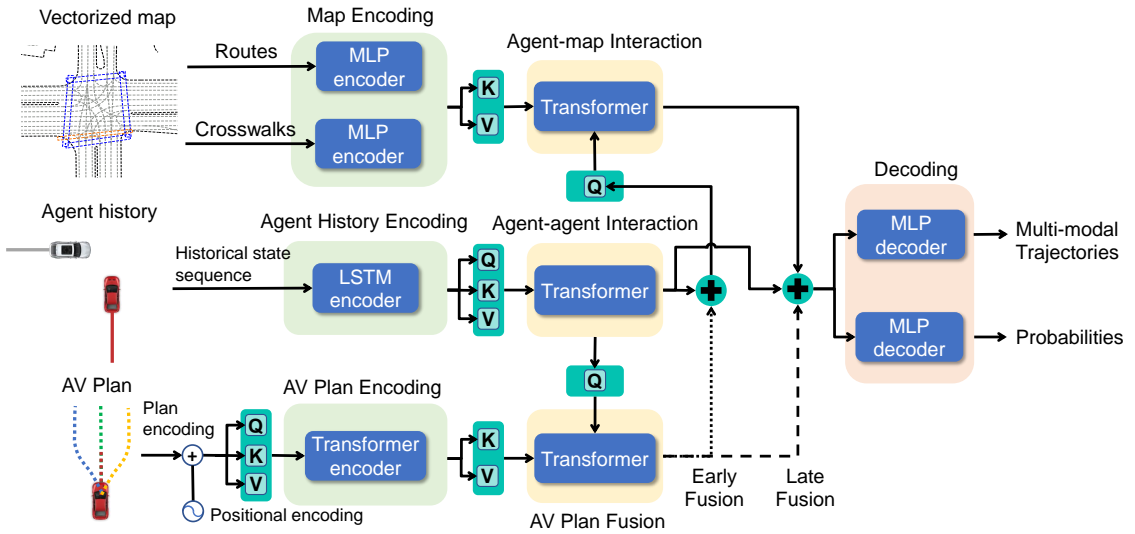 Vectorized map
Map Encoding
Routes
MLP
encoder
Crosswalks
MLP
encoder
K
V
Agent-map Interaction
Transformer
Q
Agent history
Agent History Encoding
Historical state
sequence
LSTM
encoder
Q
K
V
Agent-agent Interaction
Transformer
Q
Decoding
MLP
decoder
Multi-modal
Trajectories
MLP
decoder
Probabilities
AV Plan
Plan
encoding
+
Positional encoding
Q
K
V
AV Plan Encoding
Transformer
encoder
K
V
Transformer
AV Plan Fusion
Early
Fusion
Late
Fusion